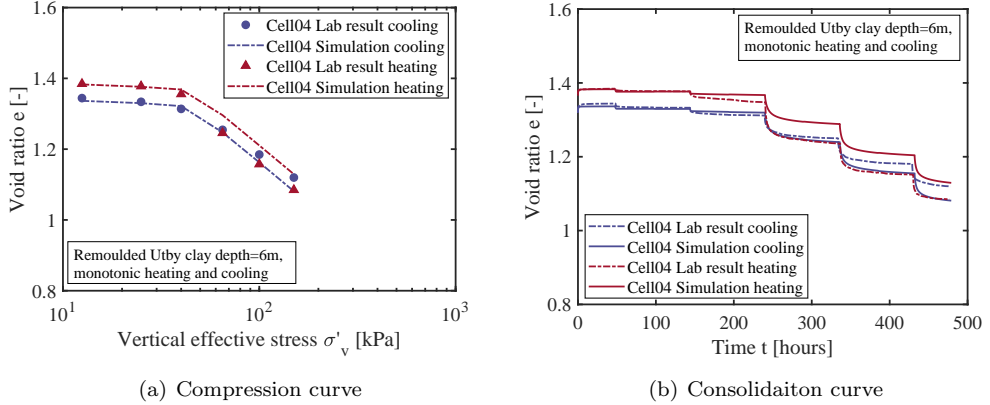 Cell04 Lab result cooling
Cell04 Simulation cooling
Cell04 Lab result heating
Cell04 Simulation heating
Void ratio e [-]
1.6
1.4
1.2
1
0.8
Remoulded Utby clay depth=6m,
monotonic heating and cooling
10^1
10^2
10^3
Vertical effective stress σ'_v [kPa]
(a) Compression curve
Remoulded Utby clay depth=6m,
monotonic heating and cooling
Void ratio e [-]
1.6
1.4
1.2
1.0
0.8
Cell04 Lab result cooling
Cell04 Simulation cooling
Cell04 Lab result heating
Cell04 Simulation heating
0
100
200
300
400
500
Time t [hours]
(b) Consolidaiton curve